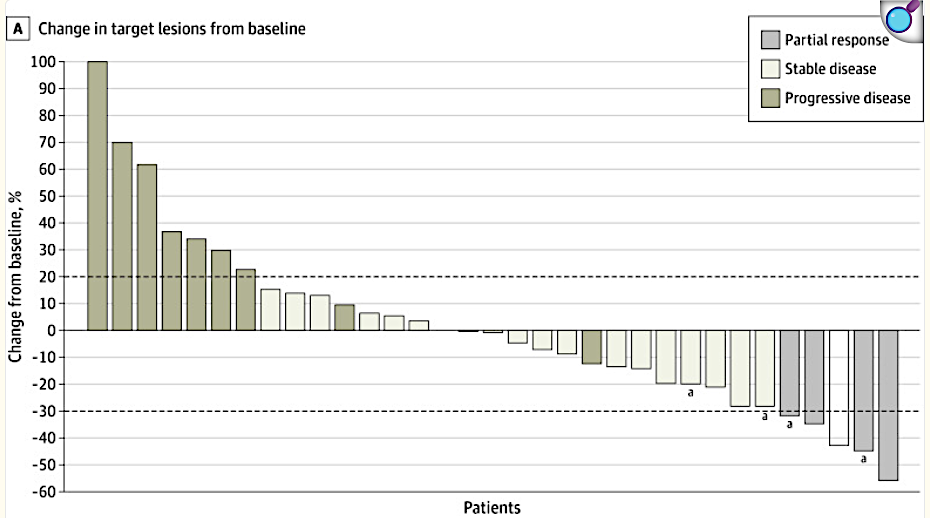 A Change in target lesions from baseline
Partial response
Stable disease
Progressive disease
100
90
80
70
60
50
40
30
20
10
0
-10
-20
-30
-40
-50
-60
Change from baseline, %
a
a
a
a
Patients